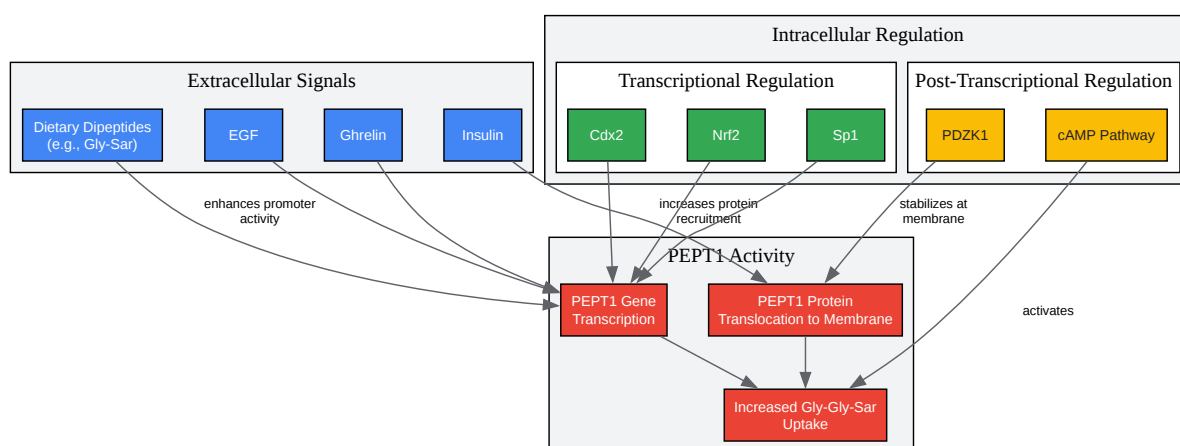 Intracellular Regulation
Extracellular Signals
Transcriptional Regulation
Post-Transcriptional Regulation
Dietary Dipeptides
(e.g., Gly-Sar)
EGF
Ghrelin
Insulin
Cdx2
Nrf2
Sp1
PDZK1
cAMP Pathway
enhances promoter
activity
increases protein
recruitment
stabilizes at
membrane
PEPT1 Activity
PEPT1 Gene
Transcription
PEPT1 Protein
Translocation to Membrane
activates
Increased Gly-Gly-Sar
Uptake